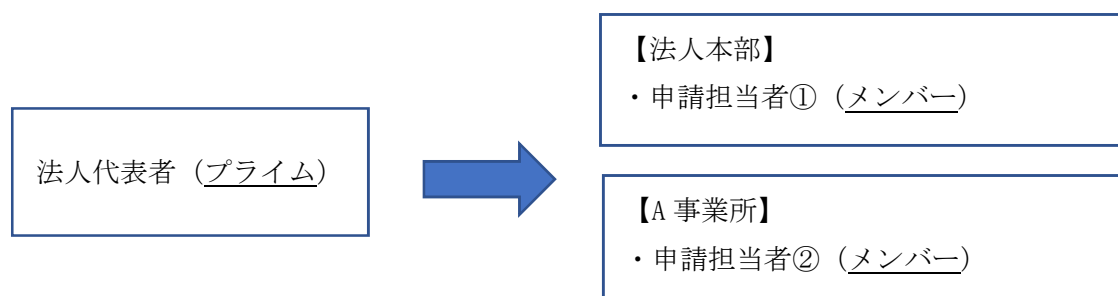 法人代表者（プライム）
【法人本部】
・申請担当者①（メンバー）
【A 事業所】
・申請担当者②（メンバー）